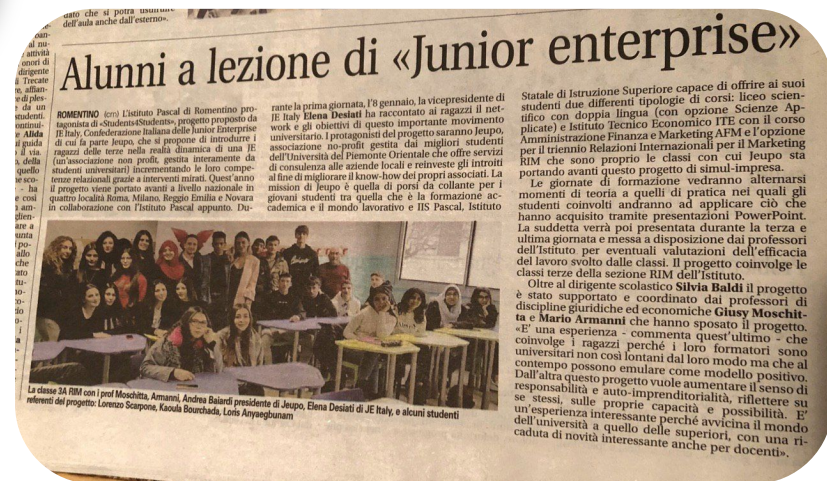 dato che si potrà usufruire
dell'aula anche dall'esterno».
Alunni a lezione di «Junior enterprise»
ROMENTINO (cm) L'istituto Pascal di Romentino pro-
tagonista di «Students4Students», progetto proposto da
JE Italy, Confederazione Italiana delle Junior Enterprise
di cui fa parte Jeupo, che si propone di introdurre i
ragazzi delle terze nella realtà dinamica di una JE
(un'associazione non profit, gestita interamente da
studenti universitari) incrementando le loro compe-
tenze relazionali grazie a interventi mirati. Quest'anno
il progetto viene portato avanti a livello nazionale in
quattro località Roma, Milano, Reggio Emilia e Novara
in collaborazione con l'Istituto Pascal appunto. Du-
rante la prima giornata, l'8 gennaio, la vicepresidente di
JE Italy Elena Desiati ha raccontato ai ragazzi il net-
work e gli obiettivi di questo importante movimento
universitario. I protagonisti del progetto saranno Jeupo,
associazione no-profit gestita dai migliori studenti
dell'Università del Piemonte Orientale che offre servizi
di consulenza alle aziende locali e reinveste gli introiti
al fine di migliorare il know-how dei propri associati. La
mission di Jeupo è quella di porsi da collante per i
giovani studenti tra quella che è la formazione ac-
cademica e il mondo lavorativo e IIS Pascal, Istituto
Statale di Istruzione Superiore capace di offrire ai suoi
studenti due differenti tipologie di corsi: liceo scien-
tifico con doppia lingua (con opzione Scienze Ap-
plicate) e Istituto Tecnico Economico ITE con il corso
Amministrazione Finanza e Marketing AFM e l'opzione
per il triennio Relazioni Internazionali per il Marketing
RIM che sono proprio le classi con cui Jeupo sta
portando avanti questo progetto di simul-impresa.
Le giornate di formazione vedranno alternarsi
momenti di teoria a quelli di pratica nei quali gli
studenti coinvolti andranno ad applicare ciò che
hanno acquisito tramite presentazioni PowerPoint.
La suddetta verrà poi presentata durante la terza e
ultima giornata e messa a disposizione dai professori
dell'Istituto per eventuali valutazioni dell'efficacia
del lavoro svolto dalle classi. Il progetto coinvolge le
classi terze della sezione RIM dell'Istituto.
Oltre al dirigente scolastico Silvia Baldi il progetto
è stato supportato e coordinato dai professori di
discipline giuridiche ed economiche Giusy Moschit-
ta e Mario Armanni che hanno sposato il progetto.
«E' una esperienza - commenta quest'ultimo - che
coinvolge i ragazzi perché i loro formatori sono
universitari non così lontani dal loro modo ma che al
contempo possono emulare come modello positivo.
Dall'altra questo progetto vuole aumentare il senso di
responsabilità e auto-imprenditorialità, riflettere su
se stessi, sulle proprie capacità e possibilità. E'
un'esperienza interessante perché avvicina il mondo
dell'università a quello delle superiori, con una ri-
caduta di novità interessante anche per docenti».
La classe 3A RIM con i prof Moschitta, Armanni, Andrea Baiardi presidente di Jeupo, Elena Desiati di JE Italy, e alcuni studenti
referenti del progetto: Lorenzo Scarpone, Kaoula Bourchada, Loris Anyaegbunam